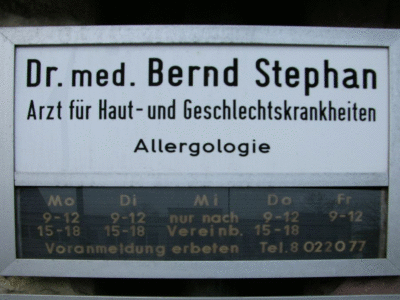 Dr. med. Bernd Stephan
Arzt für Haut- und Geschlechtskrankheiten
Allergologie
Mo Di Mi Do Fr
9-12 9-12 nur nach 9-12 9-12
15-18 15-18 Vereinb. 15-18
Voranmeldung erbeten Tel. 8 022077